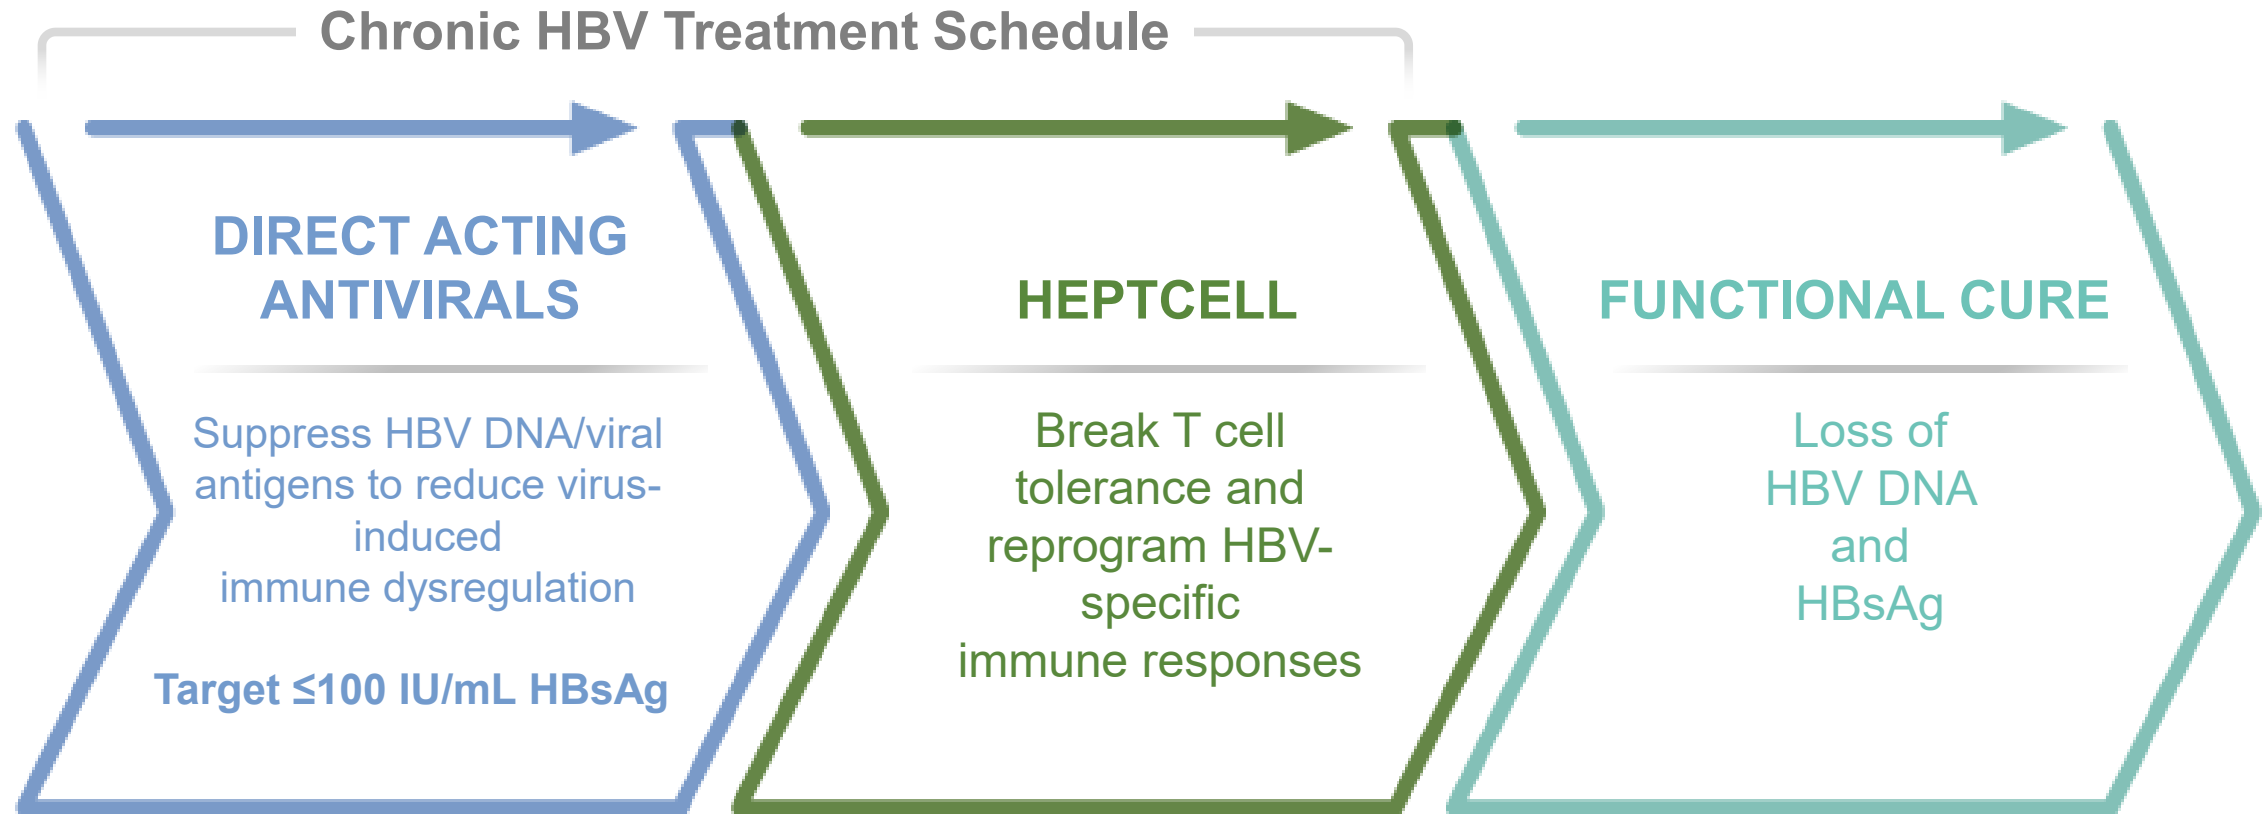 Chronic HBV Treatment Schedule
DIRECT ACTING
ANTIVIRALS
Suppress HBV DNA/viral
antigens to reduce virus-
induced
immune dysregulation
Target ≤100 IU/mL HBsAg
HEPTCELL
Break T cell
tolerance and
reprogram HBV-
specific
immune responses
FUNCTIONAL CURE
Loss of
HBV DNA
and
HBsAg